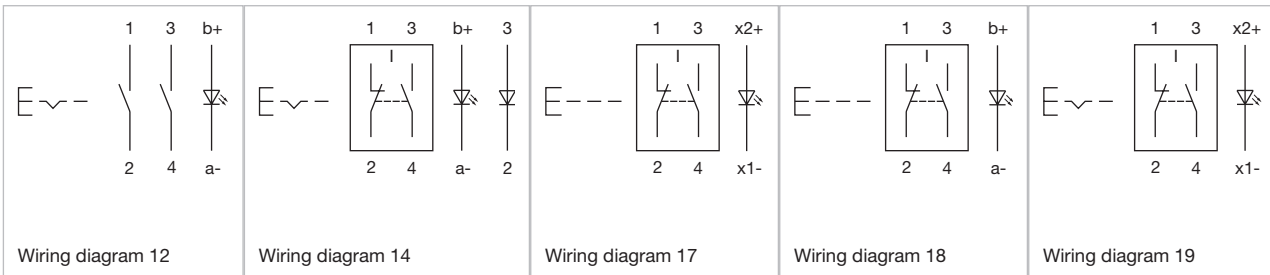 1 3 b+
2 4 a-
Wiring diagram 12
1 3 b+ 3
I
2 4 a- 2
Wiring diagram 14
1 3 x2+
I
2 4 x1-
Wiring diagram 17
1 3 b+
I
2 4 a-
Wiring diagram 18
1 3 x2+
I
2 4 x1-
Wiring diagram 19